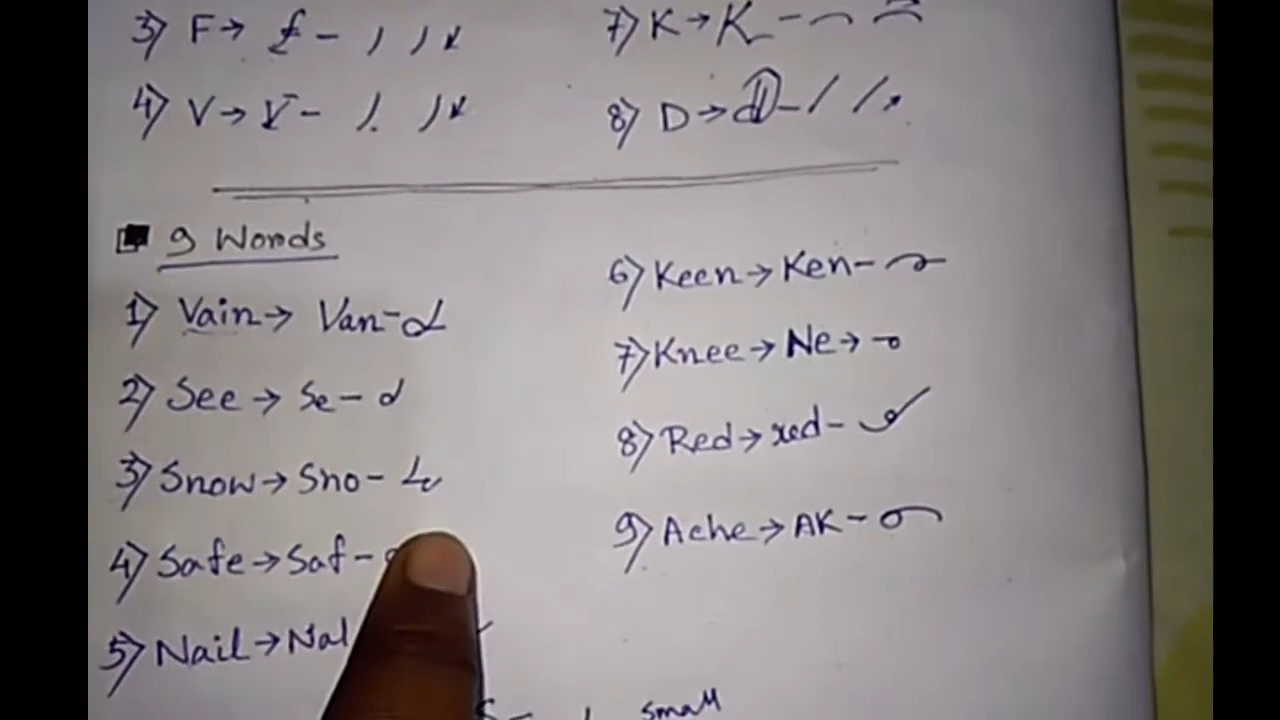 3) F → f -
4) V → V -
7) K → K -
8) D → d -
9 Words
1) Vain → Van -
2) See → Se -
3) Snow → Sno -
4) Safe → Saf -
5) Nail → Nal
6) Keen → Ken -
7) Knee → Ne →
8) Red → red -
9) Ache → AK -
small